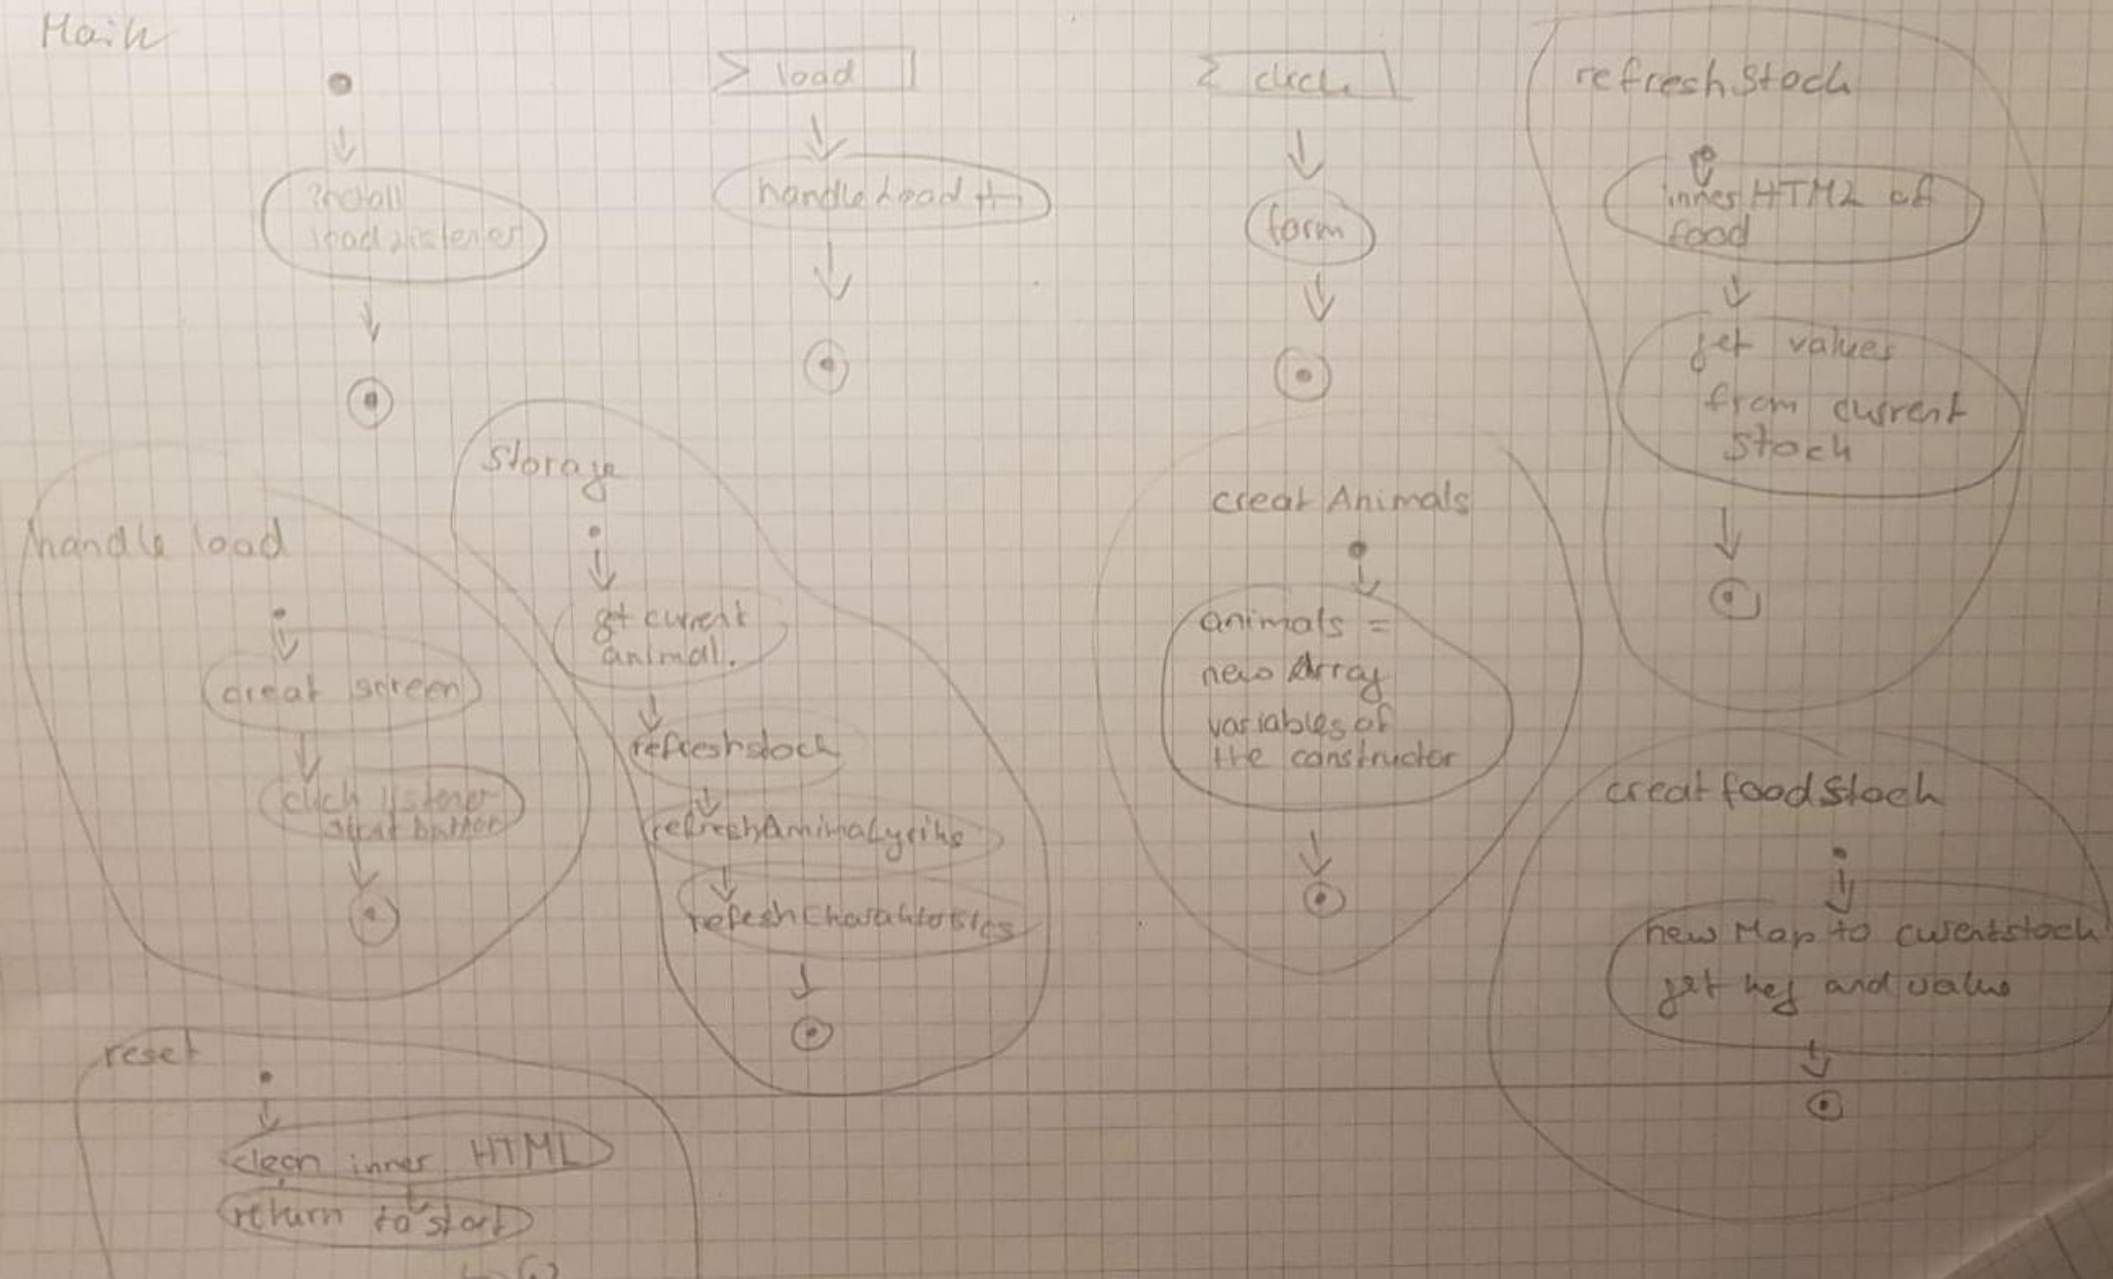 Main
install
load listener
load
handle Load
click
form
refresh Stock
inner HTML of
food
get values
from current
Stock
Storage
get current
animal.
refreshstock
handle load
creat screen
click listener
start button
creat Animals
animals =
new Array
variables of
the constructor
creat food Stock
new Map to curentstock
get key and value
reset
clean inner HTML
return to start